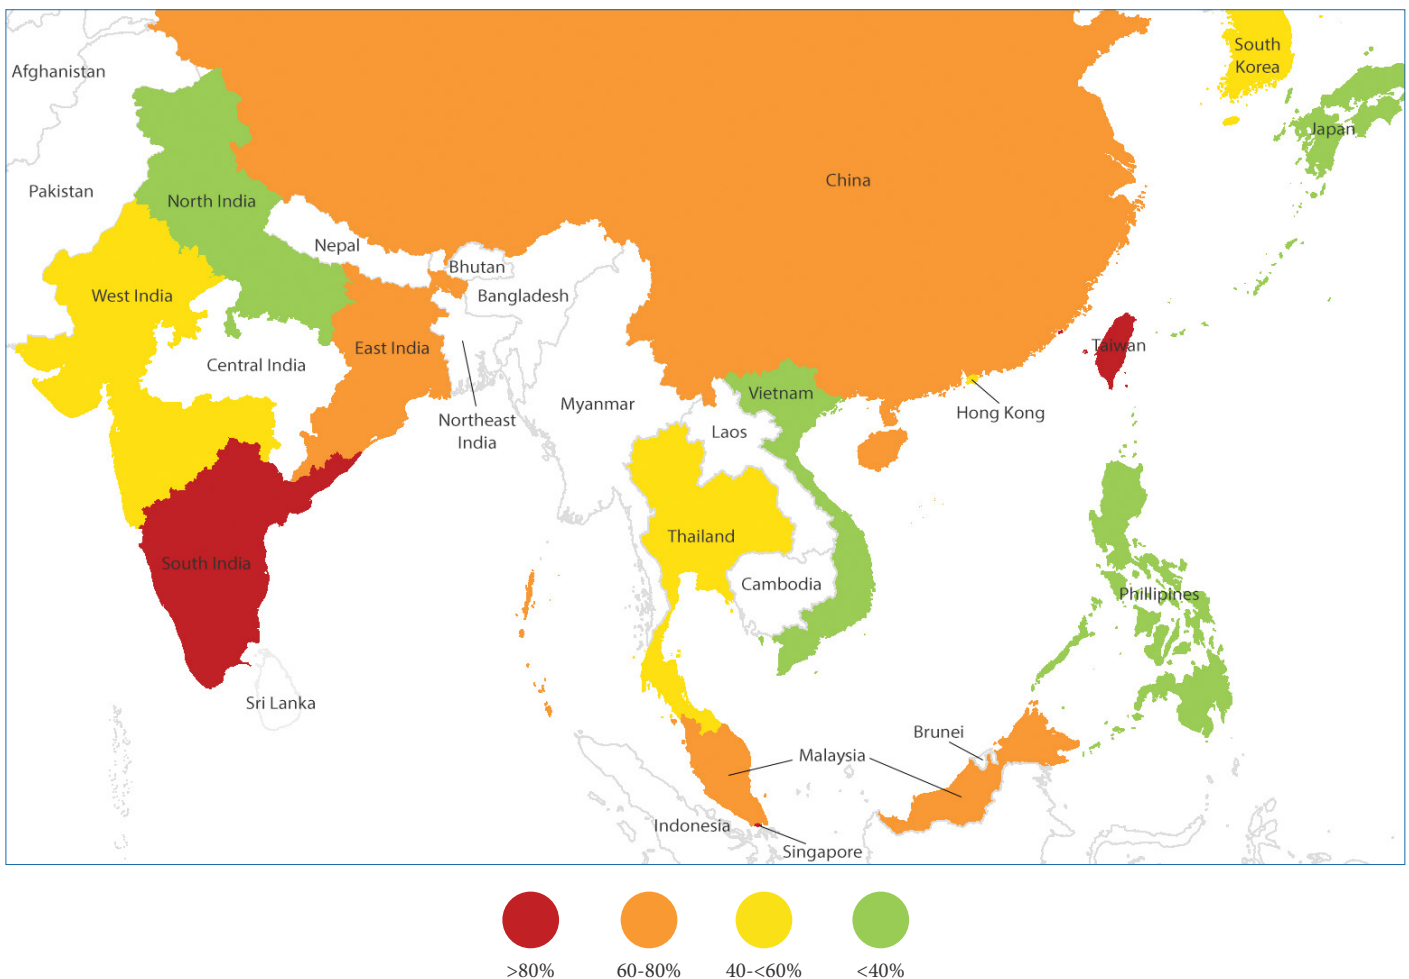 South
Korea
Afghanistan
Japan
China
Pakistan
North India
Nepal
Bhutan
West India
Bangladesh
Taiwan
East India
Central India
Vietnam
Myanmar
Hong Kong
Northeast
India
Laos
Thailand
South India
Cambodia
Phillipines
Sri Lanka
Brunei
Malaysia
Indonesia
Singapore
>80%
60-80%
40-<60%
<40%